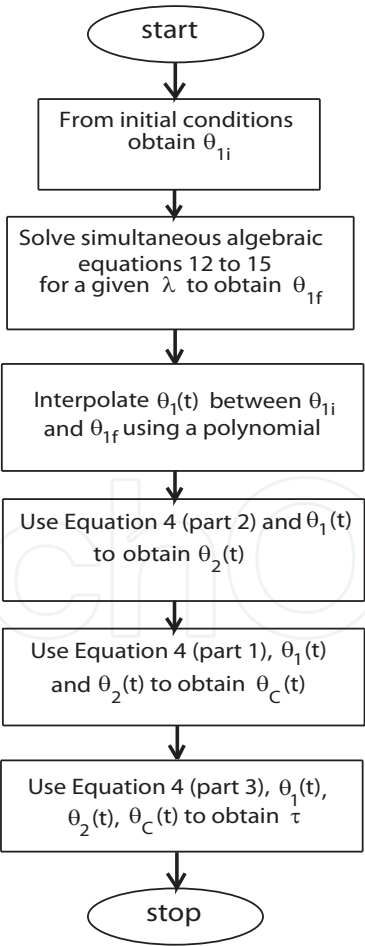 start
From initial conditions
obtain θ1i
Solve simultaneous algebraic
equations 12 to 15
for a given λ to obtain θ1f
Interpolate θ1(t) between θ1i
and θ1f using a polynomial
Use Equation 4 (part 2) and θ1(t)
to obtain θ2(t)
Use Equation 4 (part 1), θ1(t)
and θ2(t) to obtain θC(t)
Use Equation 4 (part 3), θ1(t),
θ2(t), θC(t) to obtain τ
stop